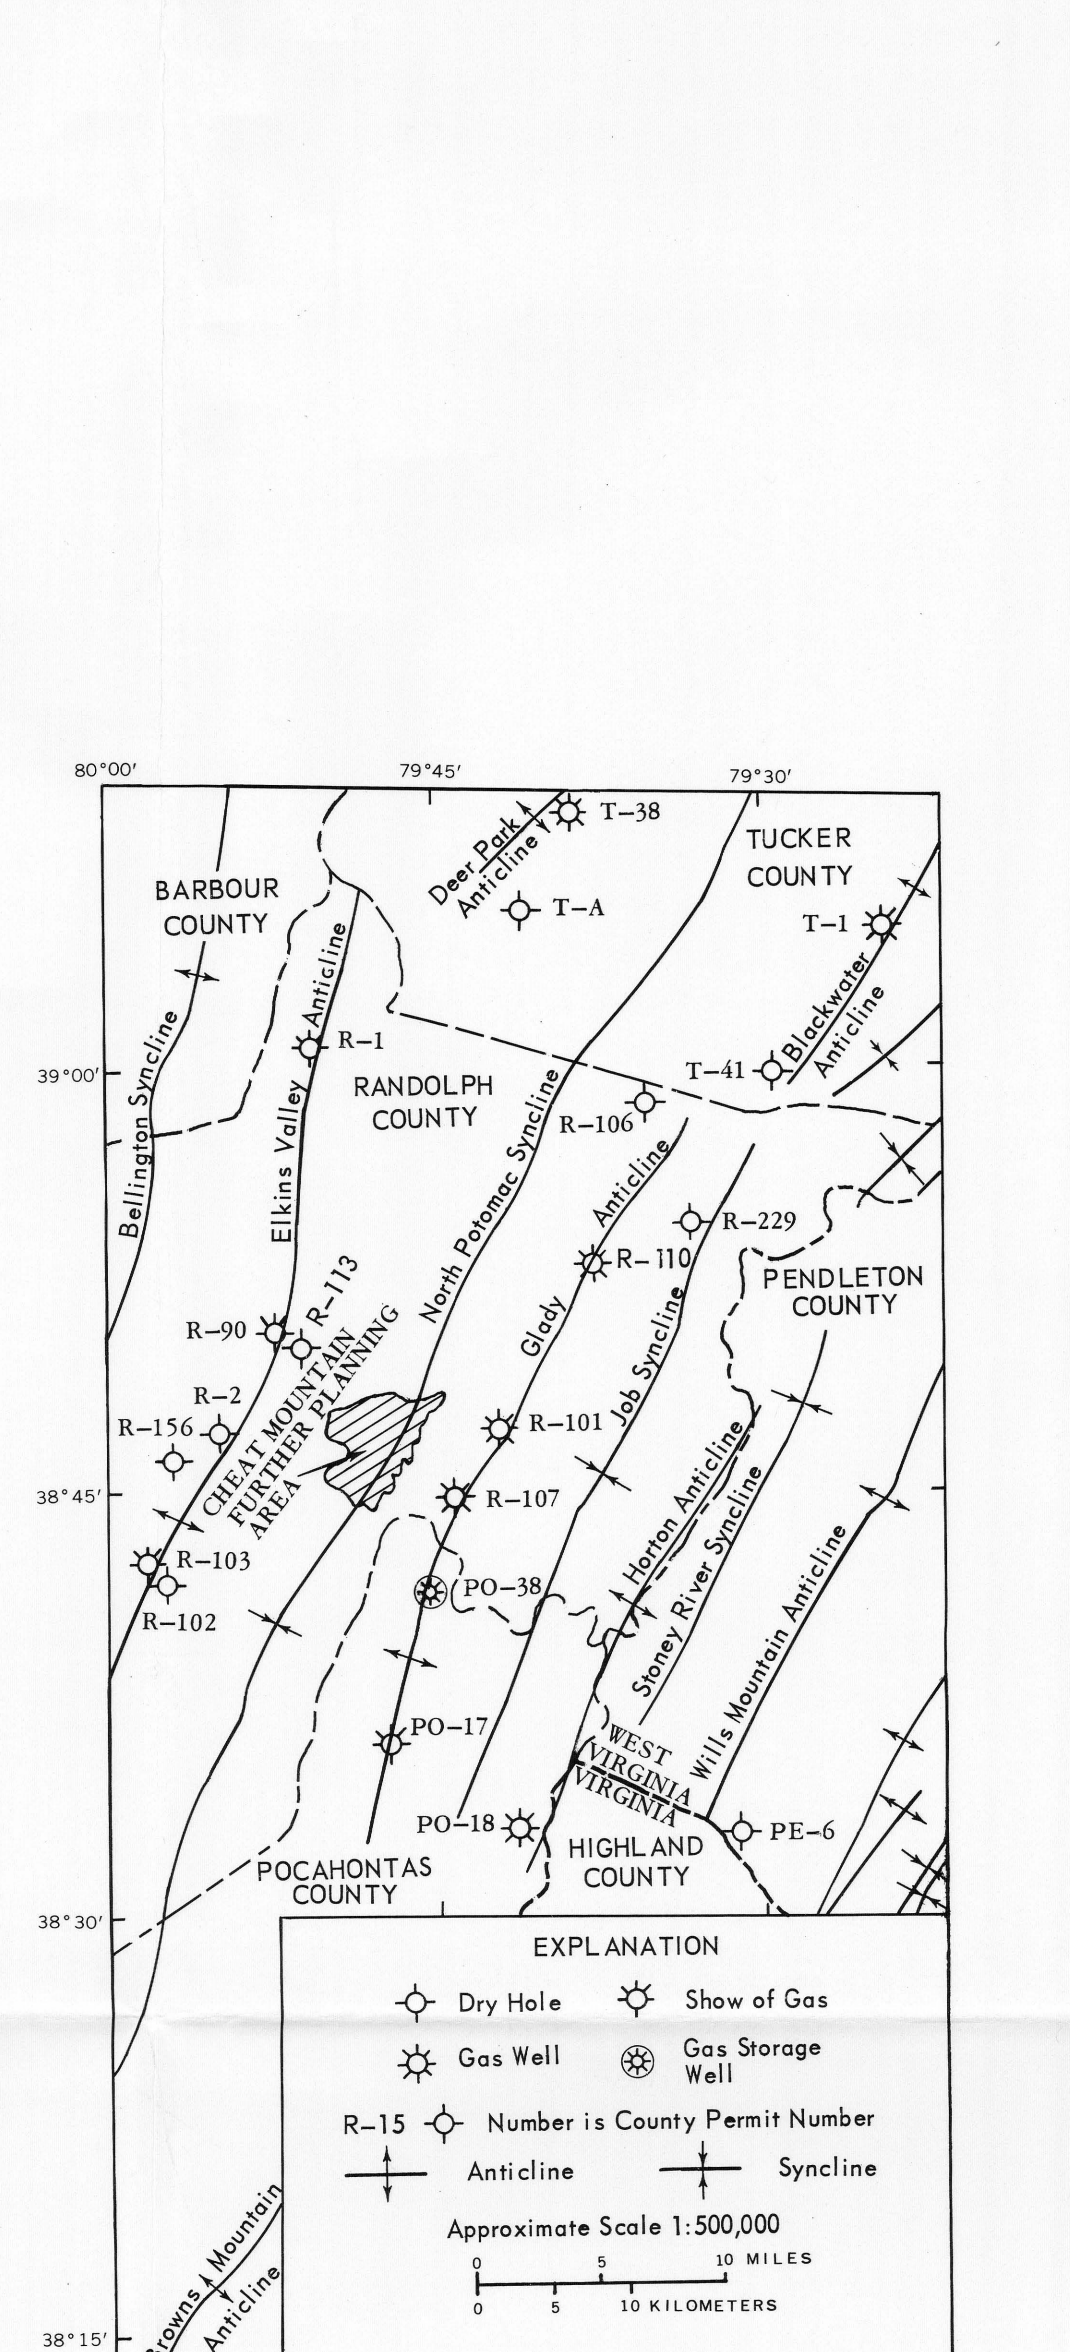 80°00′
79°45′
79°30′
T-38
TUCKER
COUNTY
Deer Park
Anticline
BARBOUR
COUNTY
T-A
T-1
Blackwater
Anticline
Elkins Valley Anticline
R-1
39°00′
T-41
RANDOLPH
COUNTY
R-106
Bellington Syncline
North Potomac Syncline
Glady Anticline
R-229
R-110
PENDLETON
COUNTY
R-113
R-90
Job Syncline
CHEAT MOUNTAIN
FURTHER PLANNING
AREA
R-2
R-156
R-101
38°45′
R-107
Horton Anticline
Stoney River Syncline
Wills Mountain Anticline
R-103
R-102
PO-38
PO-17
WEST
VIRGINIA
VIRGINIA
PO-18
PE-6
HIGHLAND
COUNTY
POCAHONTAS
COUNTY
38°30′
EXPLANATION
Dry Hole
Show of Gas
Gas Well
Gas Storage
Well
R-15
Number is County Permit Number
Anticline
Syncline
Approximate Scale 1:500,000
0 5 10 MILES
0 5 10 KILOMETERS
Browns Mountain
Anticline
38°15′